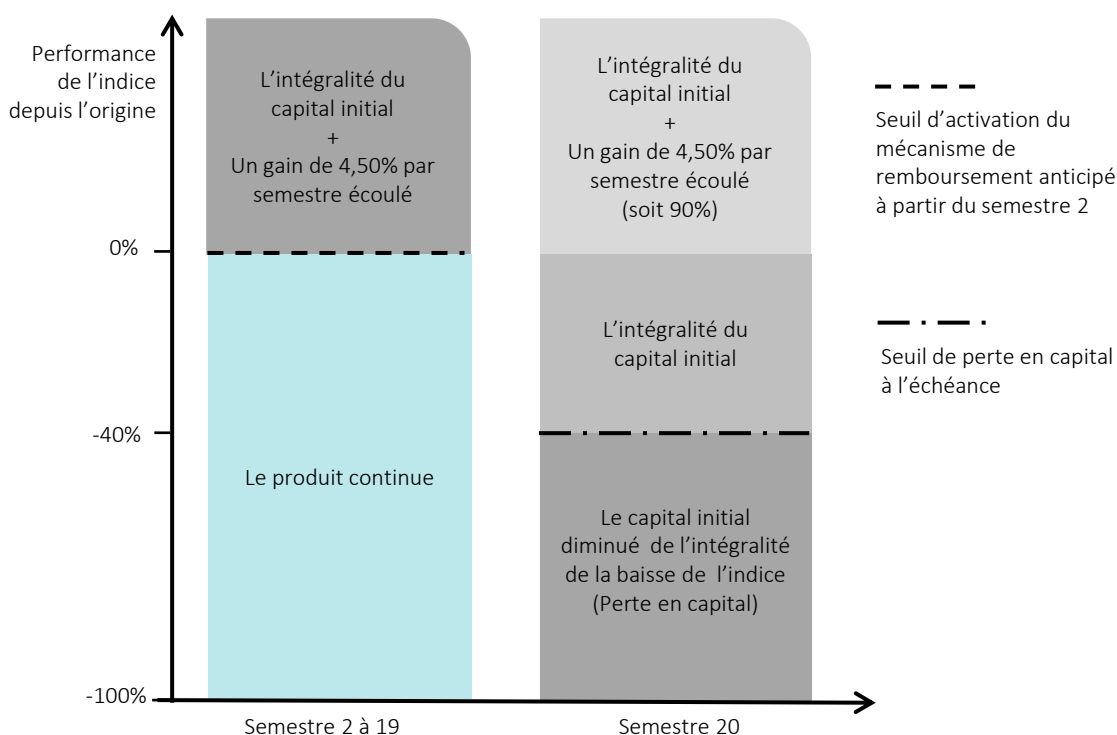 Performance
de l’indice
depuis l’origine
0%
-40%
-100%
L’intégralité du
capital initial
+
Un gain de 4,50% par
semestre écoulé
Le produit continue
Semestre 2 à 19
L’intégralité du
capital initial
+
Un gain de 4,50% par
semestre écoulé
(soit 90%)
L’intégralité du
capital initial
Le capital initial
diminué de l’intégralité
de la baisse de l’indice
(Perte en capital)
Semestre 20
Seuil d’activation du
mécanisme de
remboursement anticipé
à partir du semestre 2
Seuil de perte en capital
à l’échéance